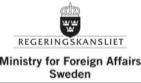 REGERINGSKANSLIET
Ministry for Foreign Affairs
Sweden